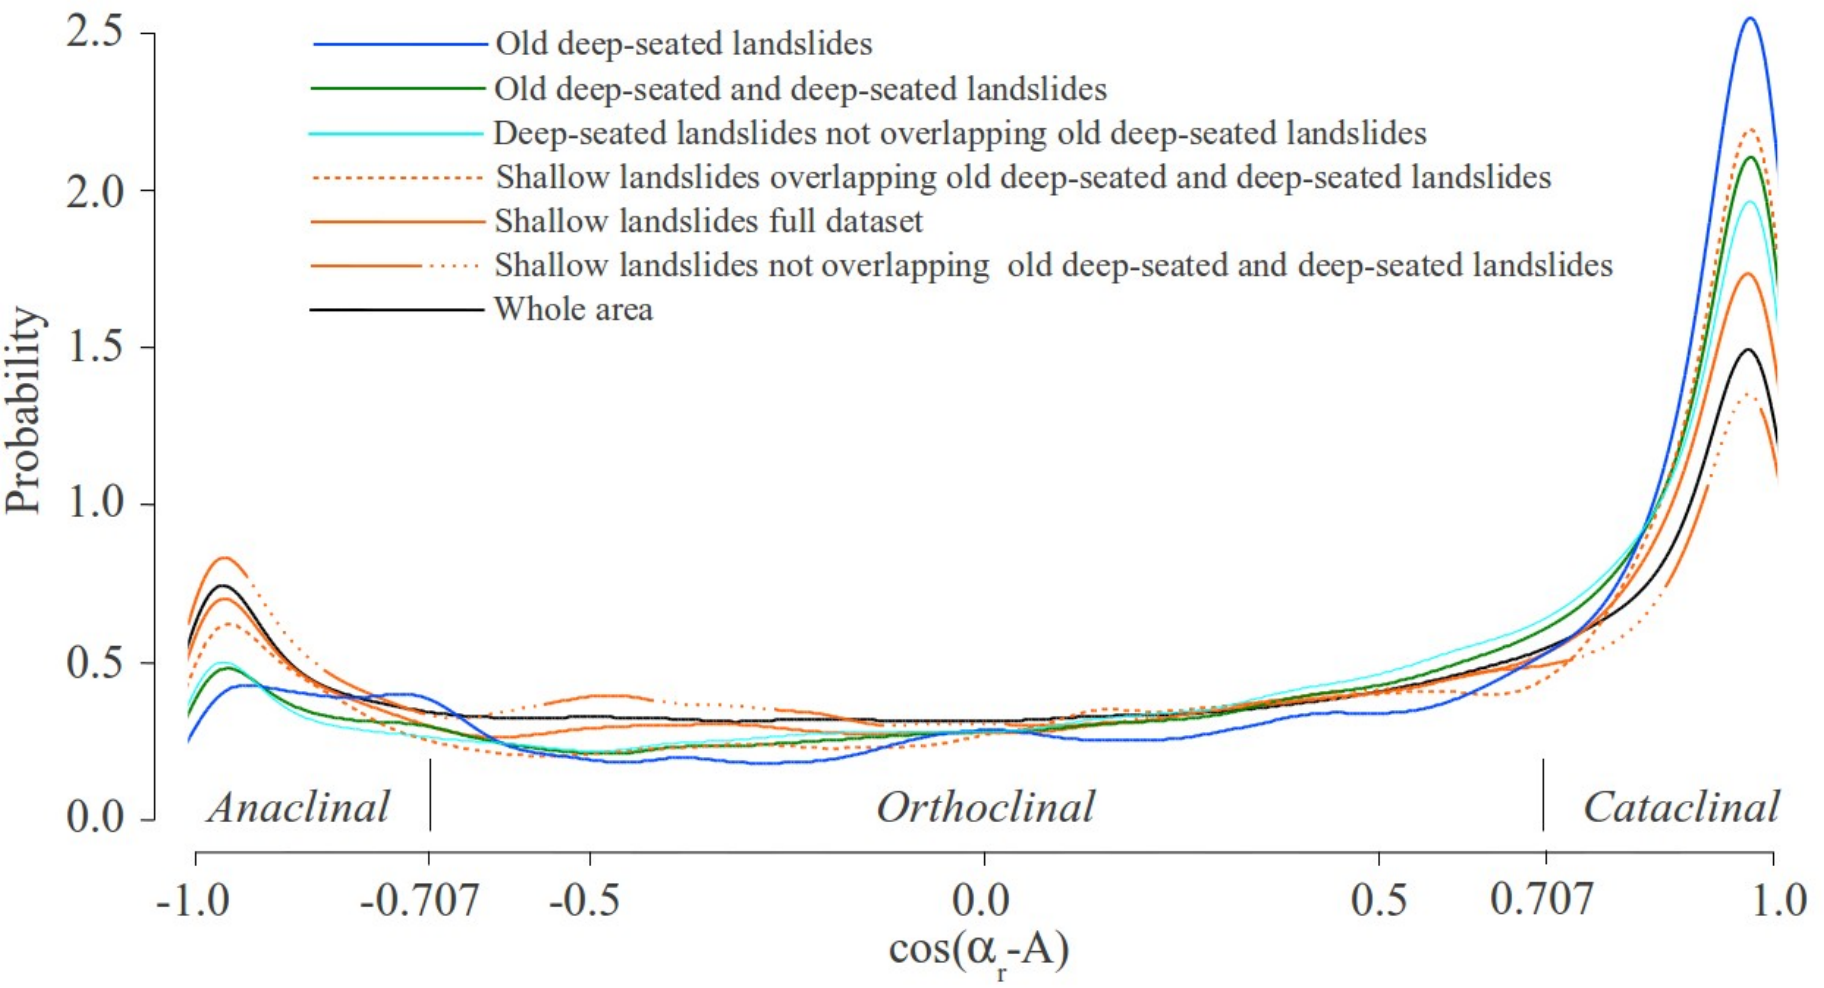 2.5
Old deep-seated landslides
Old deep-seated and deep-seated landslides
Deep-seated landslides not overlapping old deep-seated landslides
Shallow landslides overlapping old deep-seated and deep-seated landslides
2.0
Shallow landslides full dataset
Shallow landslides not overlapping old deep-seated and deep-seated landslides
Whole area
1.5
Probability
1.0
0.5
0.0
Anaclinal
Orthoclinal
Cataclinal
-1.0 -0.707 -0.5 0.0 0.5 0.707 1.0
cos(αr-A)